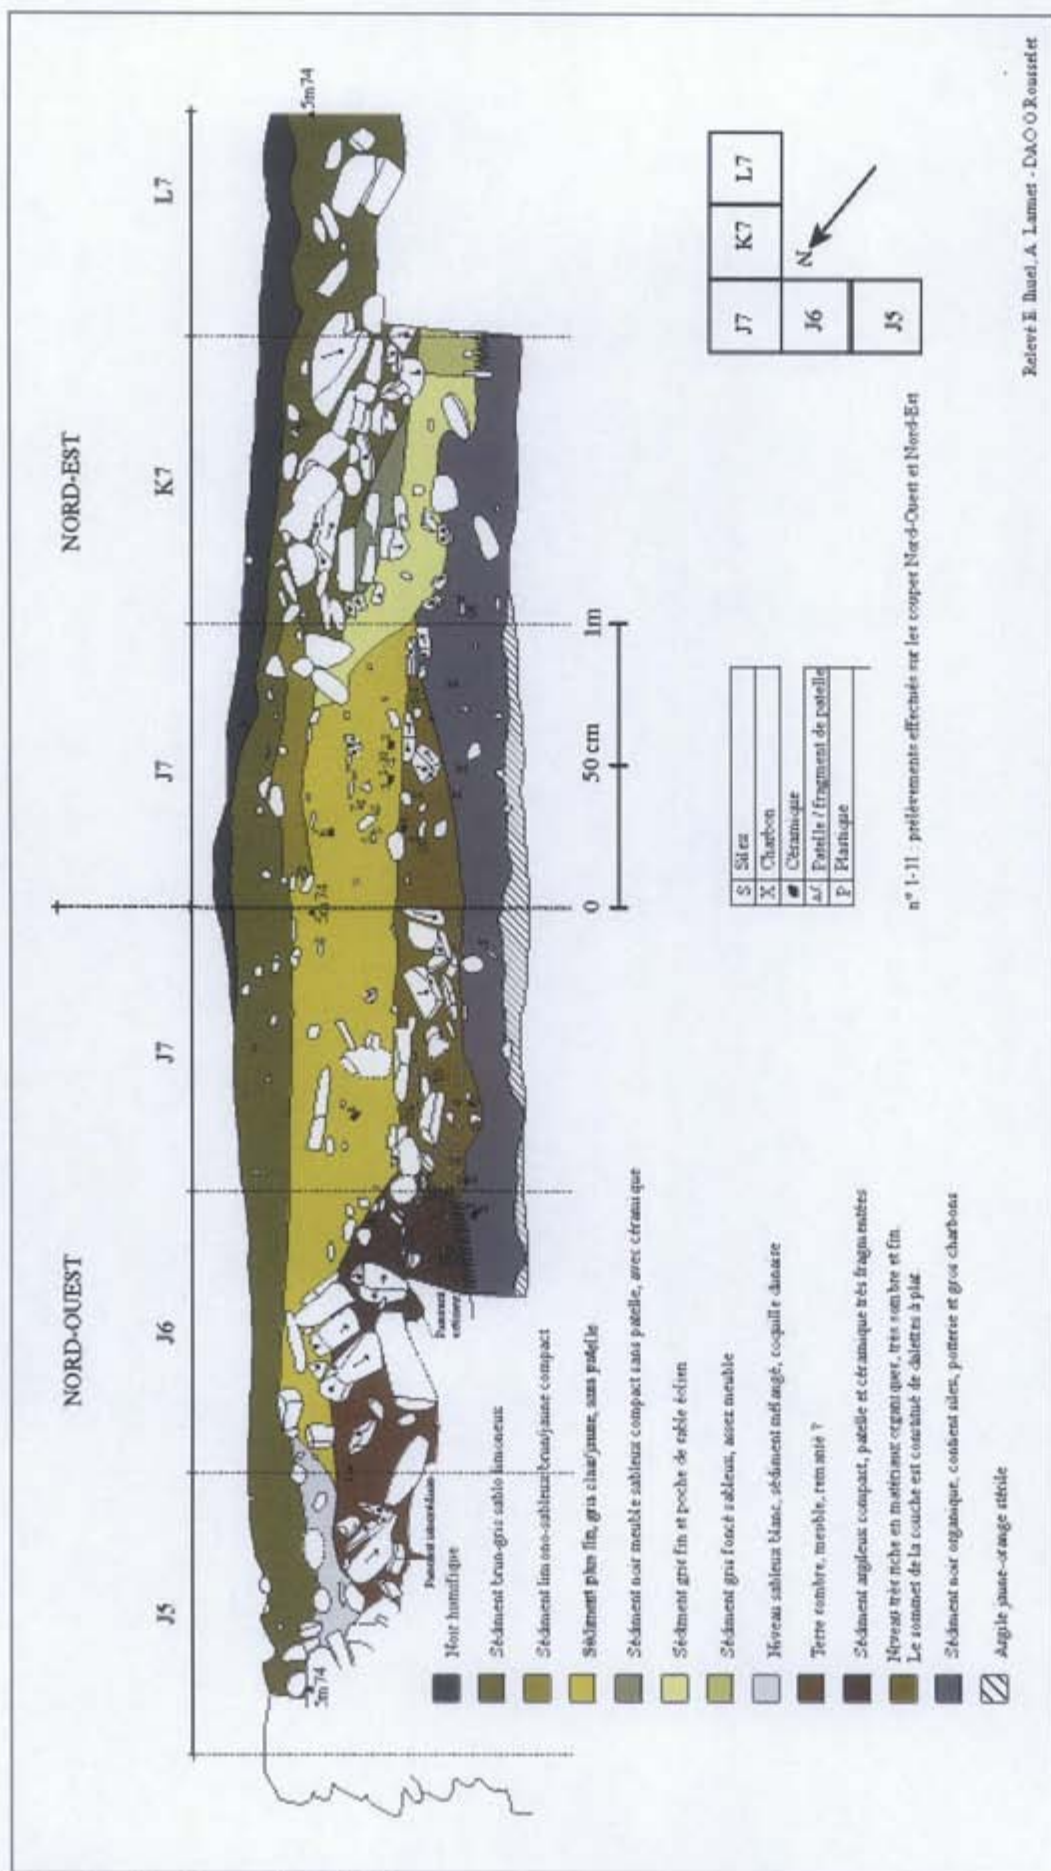 NORD-OUEST
NORD-EST
J5
J6
J7
J7
K7
L7
5m74
5m74
5m74
0
50 cm
1m
Noir humifique
Sédiment brun-gris sablo limoneux
Sédiment limono-sableux brun/jaune compact
Sédiment plus fin, gris clair/jaune, sans patelle
Sédiment noir meuble sableux compact sans patelle, avec céramique
Sédiment gris fin et poche de sable éolien
Sédiment gris foncé sableux, assez meuble
Niveau sableux blanc, sédiment mélangé, coquille
Terre sombre, meuble, remanié ?
Sédiment argileux compact, patelle et céramique très fragmentées
Niveau très riche en matériaux organiques, très sombre et fin.
Le sommet de la couche est constitué de dalettes à plat
Sédiment noir organique, contient silex, potterie et gros charbons
Argile jaune-orange stérile
S Silex
X Charbon
Céramique
Patelle / fragment de patelle
P Plastique
n° 1-11 : prélèvements effectués sur les coupes Nord-Ouest et Nord-Est
J7 K7 L7
J6
N
J5
Relevé E. Ihuel, A. - DAO O Rousselet